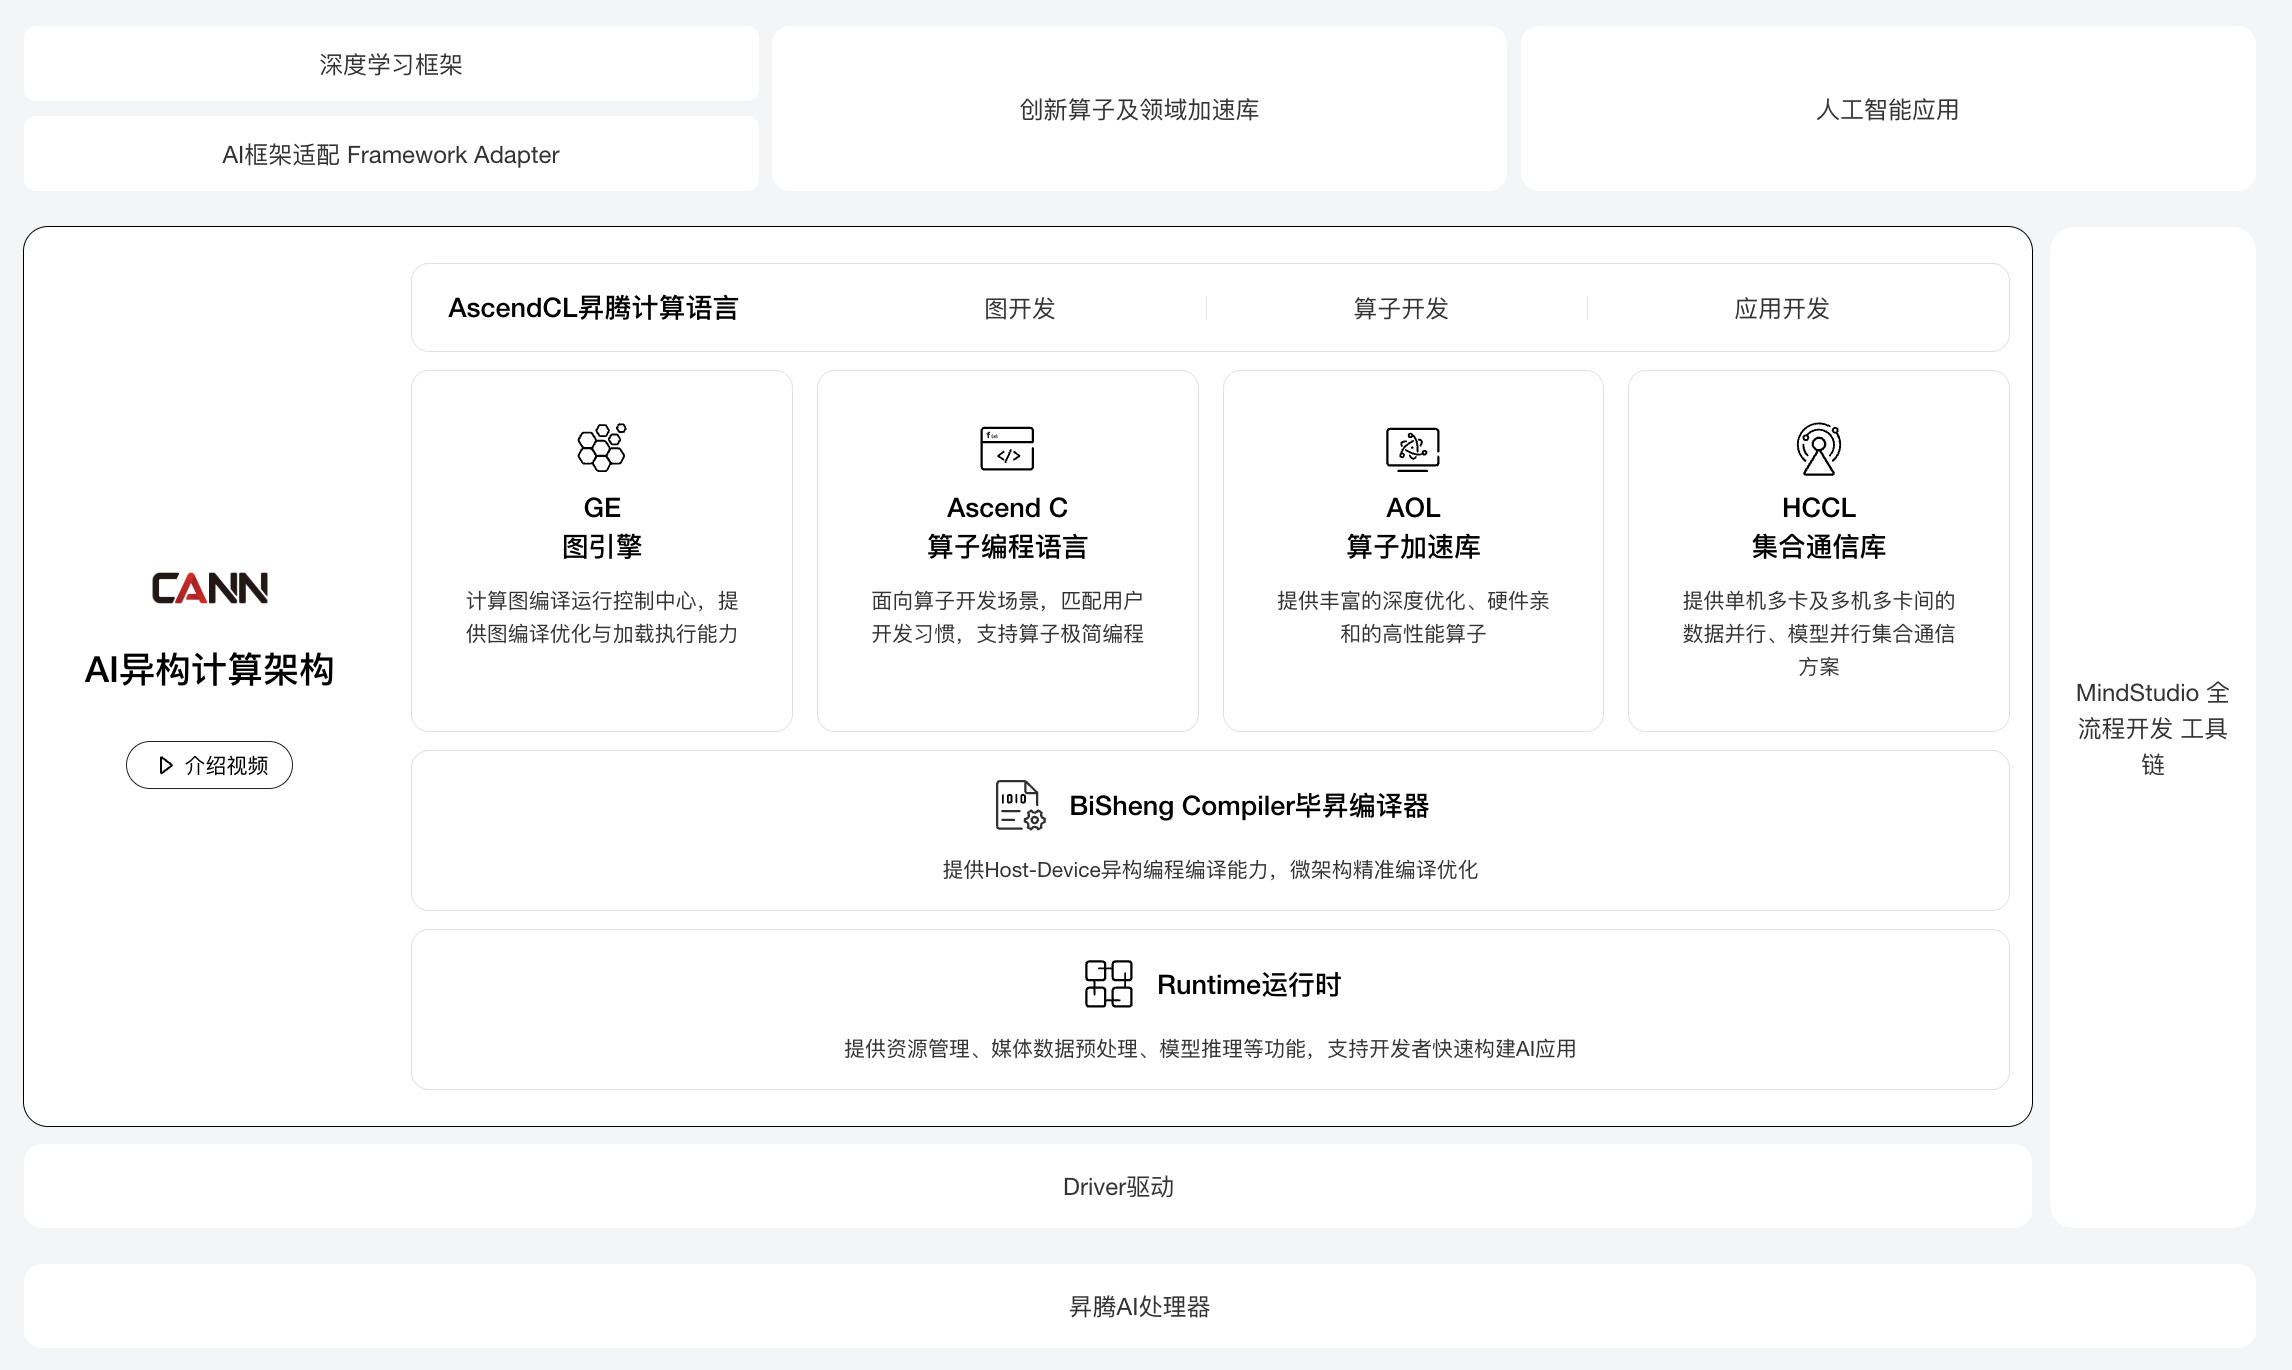 深度学习框架
AI框架适配 Framework Adapter
创新算子及领域加速库
人工智能应用
CANN
AI异构计算架构
介绍视频
AscendCL昇腾计算语言
图开发
算子开发
应用开发
GE
图引擎
计算图编译运行控制中心，提
供图编译优化与加载执行能力
f(x)
</>
Ascend C
算子编程语言
面向算子开发场景，匹配用户
开发习惯，支持算子极简编程
AOL
算子加速库
提供丰富的深度优化、硬件亲
和的高性能算子
HCCL
集合通信库
提供单机多卡及多机多卡间的
数据并行、模型并行集合通信
方案
1010
BiSheng Compiler毕昇编译器
提供Host-Device异构编程编译能力，微架构精准编译优化
Runtime运行时
提供资源管理、媒体数据预处理、模型推理等功能，支持开发者快速构建AI应用
MindStudio 全
流程开发 工具
链
Driver驱动
昇腾AI处理器